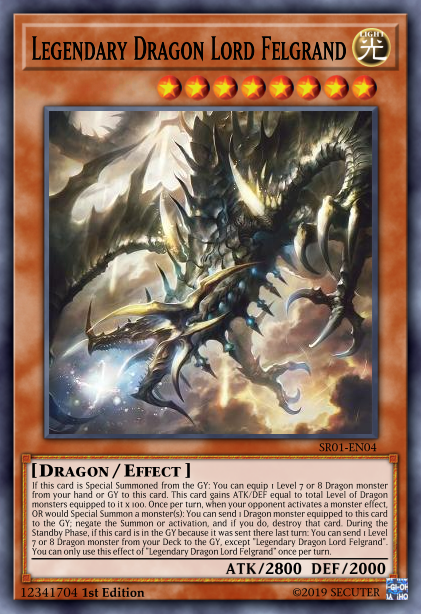 LEGENDARY DRAGON LORD FELGRAND
LIGHT
光
SR01-EN04
[DRAGON / EFFECT ]
If this card is Special Summoned from the GY: You can equip 1 Level 7 or 8 Dragon monster
from your hand or GY to this card. This card gains ATK/DEF equal to total Level of Dragon
monsters equipped to it x 100. Once per turn, when your opponent activates a monster effect,
OR would Special Summon a monster(s): You can send 1 Dragon monster equipped to this card
to the GY; negate the Summon or activation, and if you do, destroy that card. During the
Standby Phase, if this card is in the GY because it was sent there last turn: You can send 1 Level
7 or 8 Dragon monster from your Deck to the GY, except "Legendary Dragon Lord Felgrand".
You can only use this effect of "Legendary Dragon Lord Felgrand" once per turn.
ATK/2800 DEF/2000
12341704 1st Edition
©2019 SECUTER